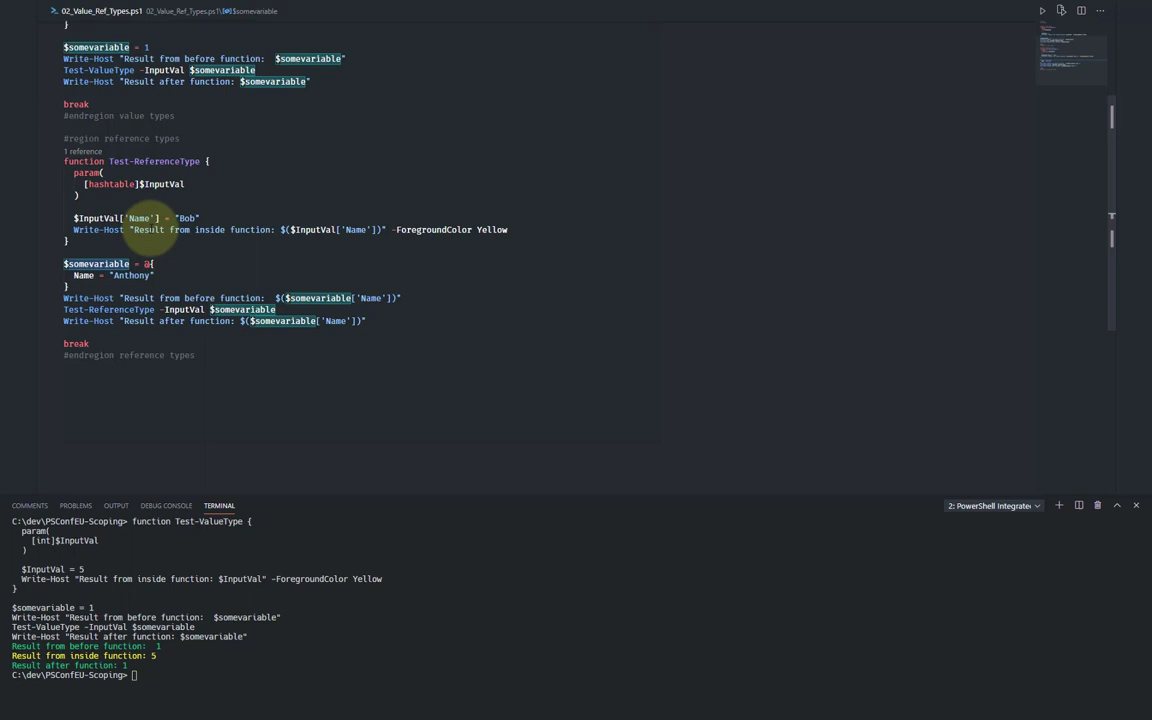 02_Value_Ref_Types.ps1 02_Value_Ref_Types.ps1\$somevariable
}
$somevariable = 1
Write-Host "Result from before function:  $somevariable"
Test-ValueType -InputVal $somevariable
Write-Host "Result after function: $somevariable"
break
#endregion value types
#region reference types
1 reference
function Test-ReferenceType {
param(
[hashtable]$InputVal
)
$InputVal['Name'] = "Bob"
Write-Host "Result from inside function: $($InputVal['Name'])" -ForegroundColor Yellow
}
$somevariable = @{
Name = "Anthony"
}
Write-Host "Result from before function:  $($somevariable['Name'])"
Test-ReferenceType -InputVal $somevariable
Write-Host "Result after function: $($somevariable['Name'])"
break
#endregion reference types
COMMENTS PROBLEMS OUTPUT DEBUG CONSOLE TERMINAL 2: PowerShell Integrated
C:\dev\PSConfEU-Scoping> function Test-ValueType {
param(
[int]$InputVal
)
$InputVal = 5
Write-Host "Result from inside function: $InputVal" -ForegroundColor Yellow
}
$somevariable = 1
Write-Host "Result from before function:  $somevariable"
Test-ValueType -InputVal $somevariable
Write-Host "Result after function: $somevariable"
Result from before function:  1
Result from inside function: 5
Result after function: 1
C:\dev\PSConfEU-Scoping>